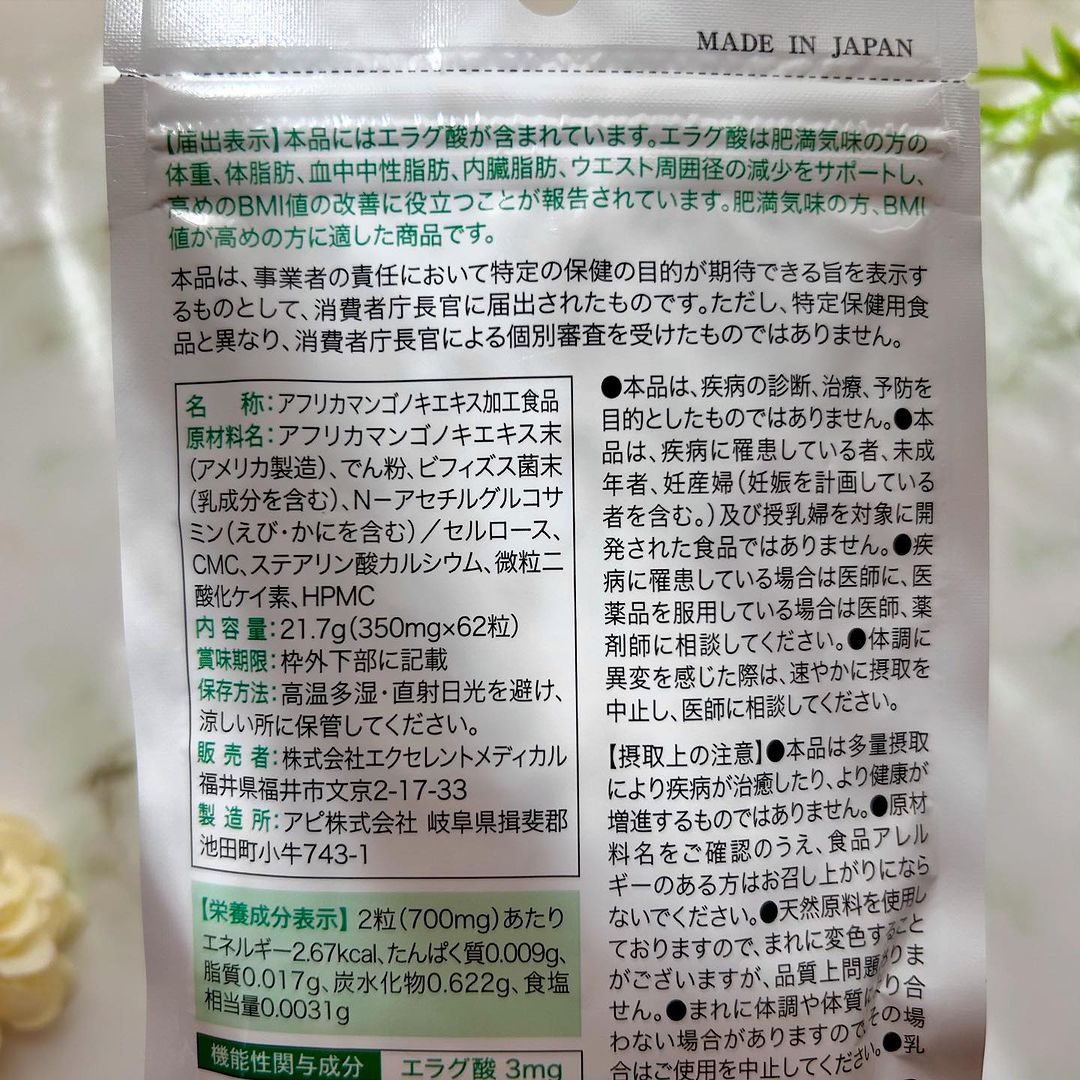 MADE IN JAPAN
【届出表示】本品にはエラグ酸が含まれています。エラグ酸は肥満気味の方の
体重、体脂肪、血中中性脂肪、内臓脂肪、ウエスト周囲径の減少をサポートし、
高めのBMI値の改善に役立つことが報告されています。肥満気味の方、BMI
値が高めの方に適した商品です。
本品は、事業者の責任において特定の保健の目的が期待できる旨を表示す
るものとして、消費者庁長官に届出されたものです。ただし、特定保健用食
品と異なり、消費者庁長官による個別審査を受けたものではありません。
名 称：アフリカマンゴノキエキス加工食品
原材料名：アフリカマンゴノキエキス末
(アメリカ製造)、でん粉、ビフィズス菌末
(乳成分を含む)、N－アセチルグルコサ
ミン(えび・かにを含む)／セルロース、
CMC、ステアリン酸カルシウム、微粒二
酸化ケイ素、HPMC
内 容 量：21.7g(350mg×62粒)
賞味期限：枠外下部に記載
保存方法：高温多湿・直射日光を避け、
涼しい所に保管してください。
販 売 者：株式会社エクセレントメディカル
福井県福井市文京2-17-33
製 造 所：アピ株式会社 岐阜県揖斐郡
池田町小牛743-1
【栄養成分表示】2粒(700mg)あたり
エネルギー2.67kcal、たんぱく質0.009g、
脂質0.017g、炭水化物0.622g、食塩
相当量0.0031g
機能性関与成分 エラグ酸 3mg
●本品は、疾病の診断、治療、予防を
目的としたものではありません。●本
品は、疾病に罹患している者、未成
年者、妊産婦(妊娠を計画している
者を含む。)及び授乳婦を対象に開
発された食品ではありません。●疾
病に罹患している場合は医師に、医
薬品を服用している場合は医師、薬
剤師に相談してください。●体調に
異変を感じた際は、速やかに摂取を
中止し、医師に相談してください。
【摂取上の注意】●本品は多量摂取
により疾病が治癒したり、より健康が
増進するものではありません。●原材
料名をご確認のうえ、食品アレル
ギーのある方はお召し上がりになら
ないでください。●天然原料を使用し
ておりますので、まれに変色すること
がございますが、品質上問題ありま
せん。●まれに体調や体質により合
わない場合がありますので、その場
合はご使用を中止してください。●乳